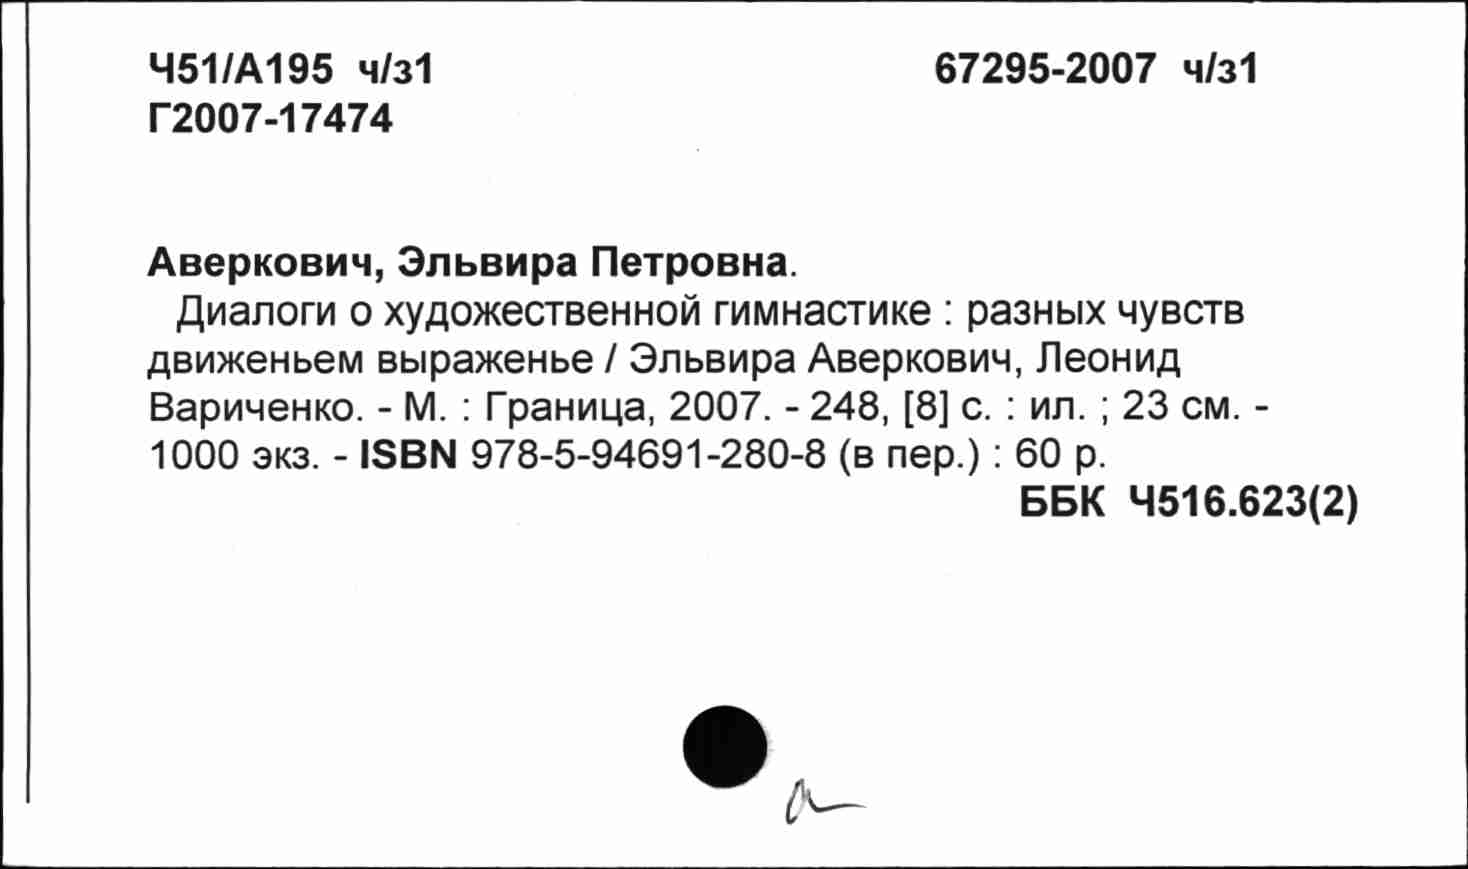 Ч51/А195 ч/з1 67295-2007 ч/з1
Г2007-17474
Аверкович, Эльвира Петровна.
Диалоги о художественной гимнастике : разных чувств
движеньем выраженье / Эльвира Аверкович, Леонид
Вариченко. - М. : Граница, 2007. - 248, [8] с. : ил. ; 23 см. -
1000 экз. - ISBN 978-5-94691-280-8 (в пер.) : 60 р.
ББК Ч516.623(2)